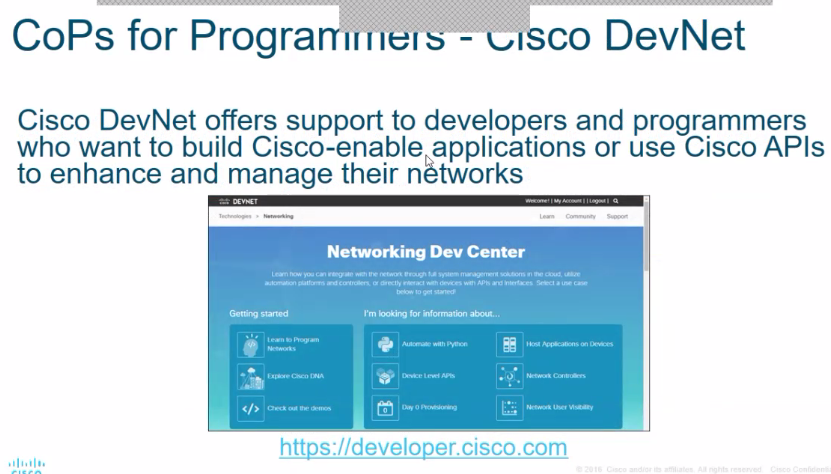 CoPs for Programmers - Cisco DevNet
Cisco DevNet offers support to developers and programmers
who want to build Cisco-enable applications or use Cisco APIs
to enhance and manage their networks
CISCO DEVNET
Welcome! | My Account | | Logout |
Technologies > Networking
Learn Community Support
Networking Dev Center
Learn how you can integrate with the network through full system management solutions in the cloud, utilize
automation platforms and controllers, or directly interact with devices with APIs and Interfaces. Select a use case
below to get started!
Getting started
I'm looking for information about...
Learn to Program
Networks
Automate with Python
Host Applications on Devices
Explore Cisco DNA
Device Level APIs
Network Controllers
Check out the demos
Day 0 Provisioning
Network User Visibility
https://developer.cisco.com
CISCO
Cisco and/or its affiliates. All rights reserved. Cisco Confidential